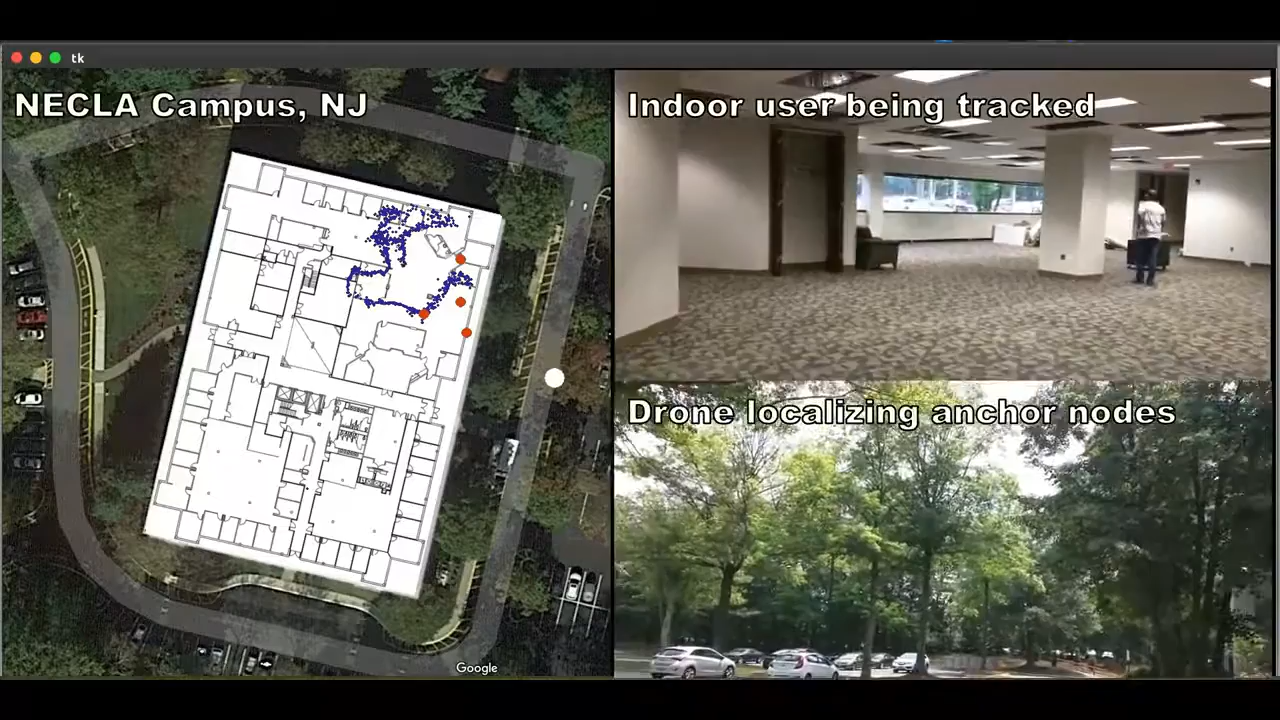 tk
NECLA Campus, NJ
Indoor user being tracked
Drone localizing anchor nodes
Google